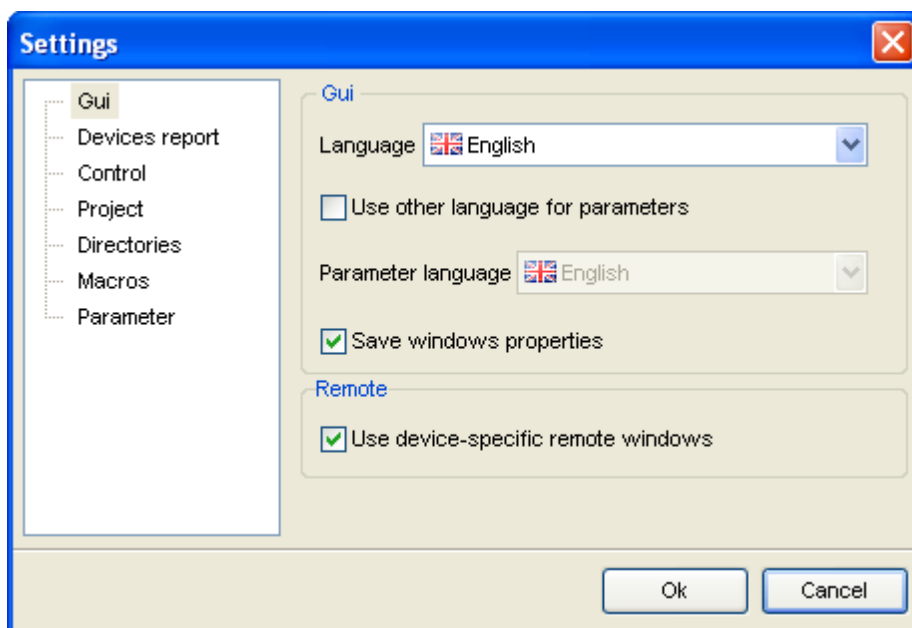 Settings
Gui
Devices report
Control
Project
Directories
Macros
Parameter
Gui
Language English
Use other language for parameters
Parameter language English
Save windows properties
Remote
Use device-specific remote windows
Ok Cancel